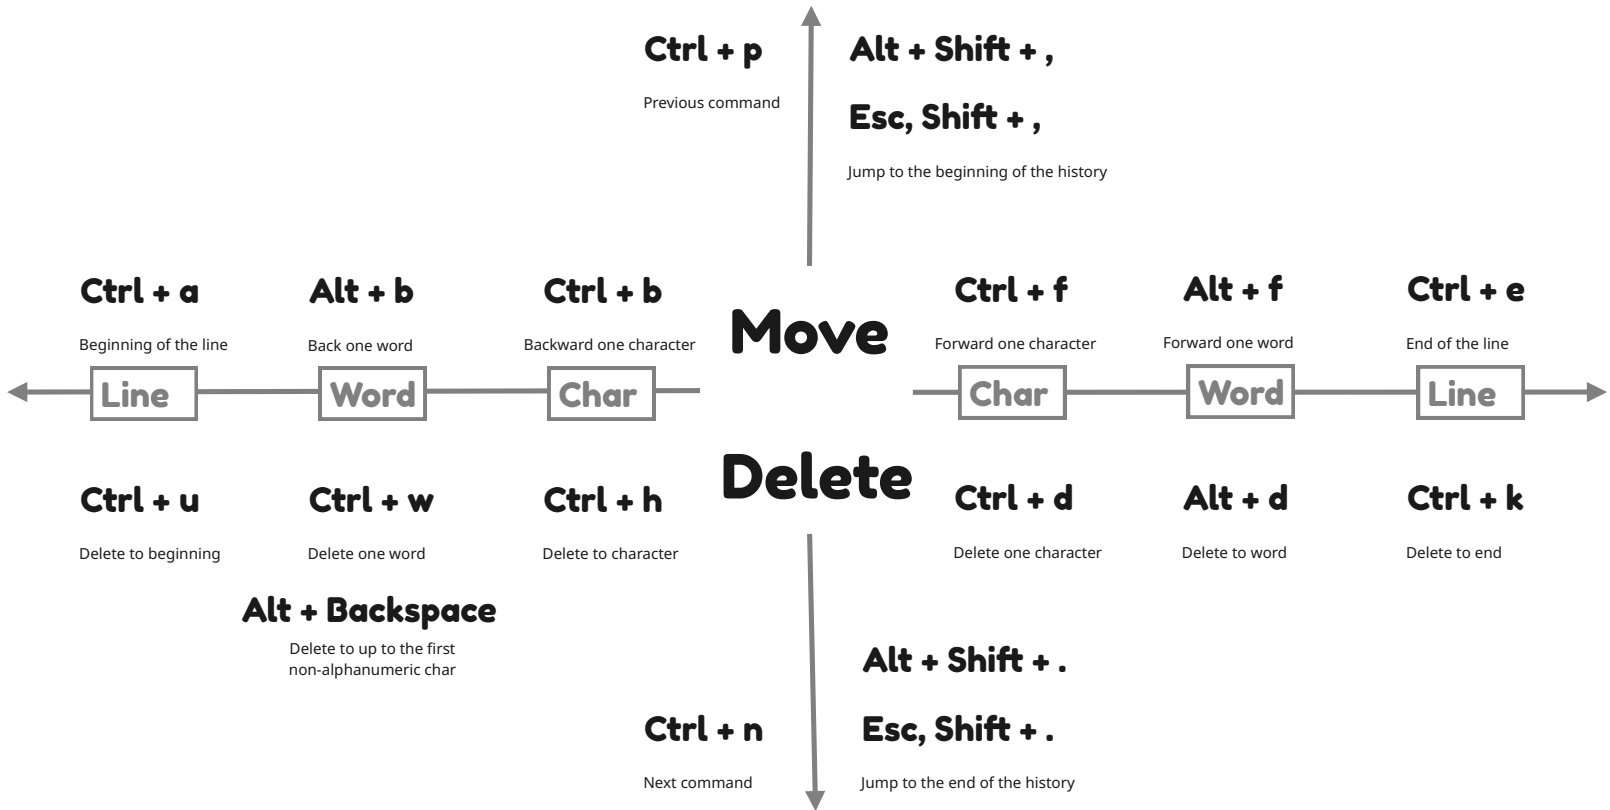 Ctrl + p
Previous command
Alt + Shift + ,
Esc, Shift + ,
Jump to the beginning of the history
Ctrl + a
Beginning of the line
Alt + b
Back one word
Ctrl + b
Backward one character
Move
Ctrl + f
Forward one character
Alt + f
Forward one word
Ctrl + e
End of the line
Line
Word
Char
Char
Word
Line
Delete
Ctrl + u
Delete to beginning
Ctrl + w
Delete one word
Ctrl + h
Delete to character
Ctrl + d
Delete one character
Alt + d
Delete to word
Ctrl + k
Delete to end
Alt + Backspace
Delete to up to the first
non-alphanumeric char
Ctrl + n
Next command
Alt + Shift + .
Esc, Shift + .
Jump to the end of the history